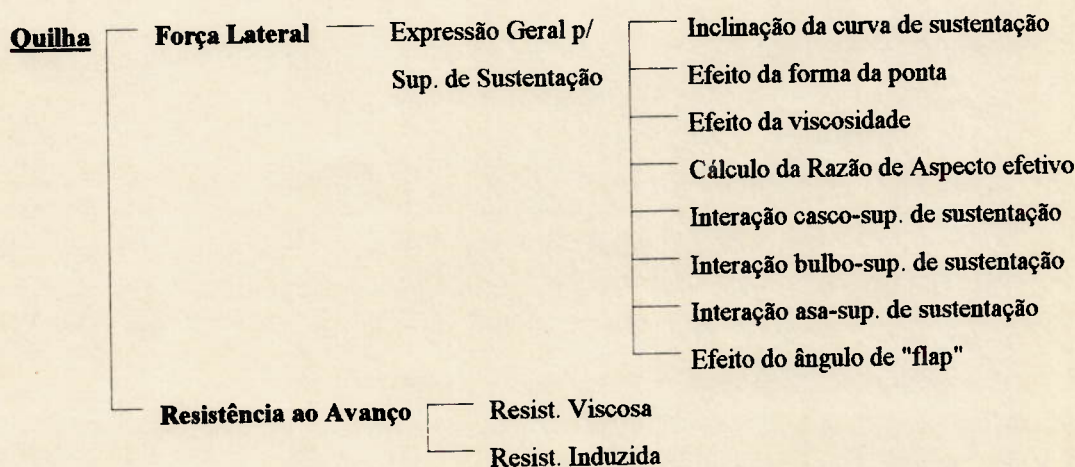 Quilha
Força Lateral
Expressão Geral p/
Sup. de Sustentação
Inclinação da curva de sustentação
Efeito da forma da ponta
Efeito da viscosidade
Cálculo da Razão de Aspecto efetivo
Interação casco-sup. de sustentação
Interação bulbo-sup. de sustentação
Interação asa-sup. de sustentação
Efeito do ângulo de "flap"
Resistência ao Avanço
Resist. Viscosa
Resist. Induzida